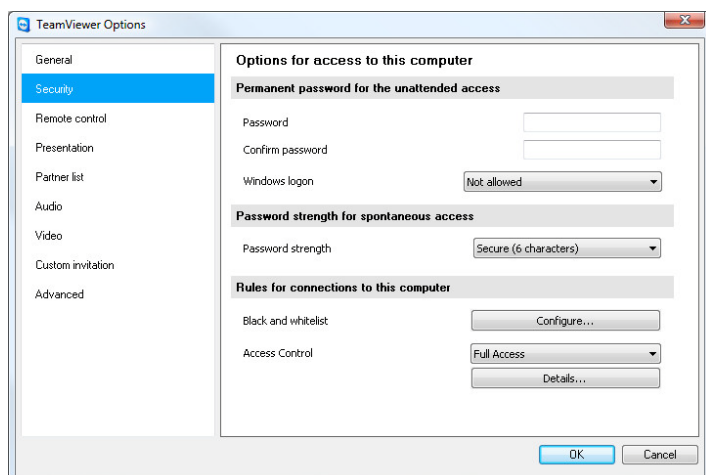 TeamViewer Options
General
Security
Remote control
Presentation
Partner list
Audio
Video
Custom invitation
Advanced
Options for access to this computer
Permanent password for the unattended access
Password
Confirm password
Windows logon Not allowed
Password strength for spontaneous access
Password strength Secure (6 characters)
Rules for connections to this computer
Black and whitelist Configure...
Access Control Full Access
Details...
OK Cancel